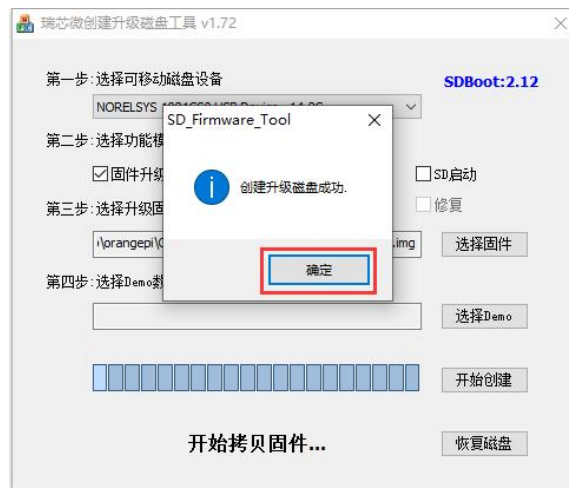 瑞芯微创建升级磁盘工具 v1.72
第一步:选择可移动磁盘设备
SDBoot:2.12
NORELSYS
SD_Firmware_Tool
第二步:选择功能模
固件升级
创建升级磁盘成功.
SD启动
第三步:选择升级固
修复
\orangepi\
.img
选择固件
确定
第四步:选择Demo数
选择Demo
开始创建
开始拷贝固件...
恢复磁盘